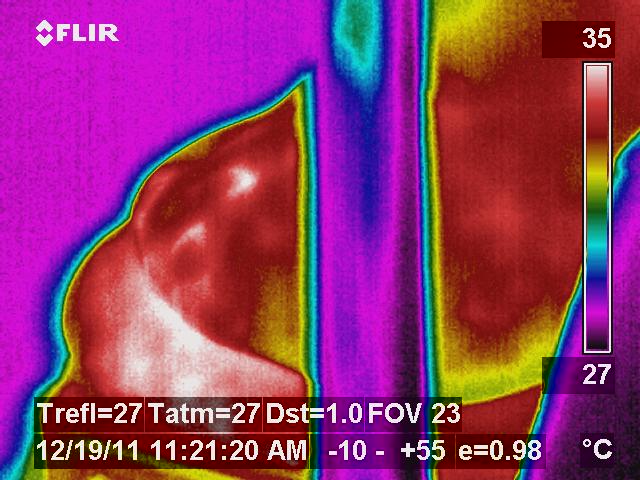 FLIR
35
27
Trefl=27 Tatm=27 Dst=1.0 FOV 23
12/19/11 11:21:20 AM -10 - +55 e=0.98 °C